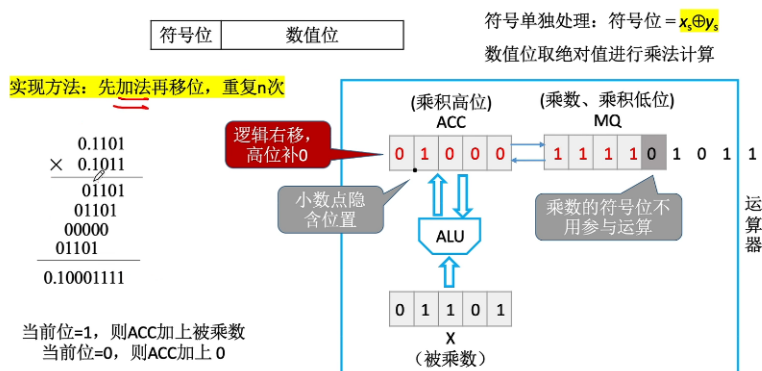 符号单独处理：符号位＝xₛ⊕yₛ
符号位 数值位
数值位取绝对值进行乘法计算
实现方法：先加法再移位，重复n次
(乘积高位) (乘数、乘积低位)
ACC MQ
逻辑右移，
高位补0
0 1 0 0 0 1 1 1 1 0 1 0 1 1
小数点隐
含位置
乘数的符号位不
用参与运算
运算器
ALU
0 1 1 0 1
X
（被乘数）
0.1101
× 0.1011
01101
01101
00000
01101
0.10001111
当前位=1，则ACC加上被乘数
当前位=0，则ACC加上 0